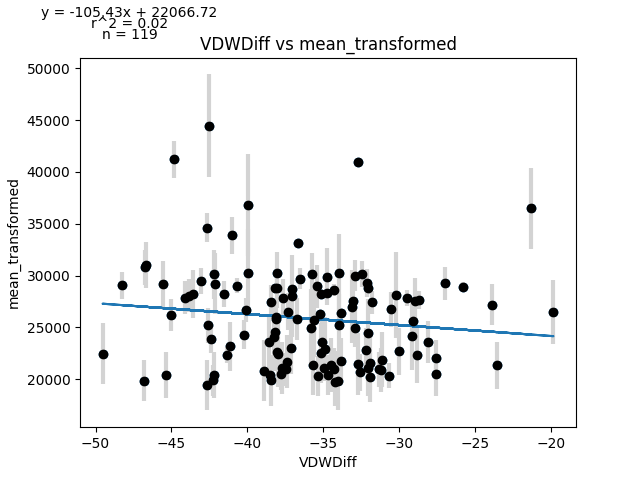 y = -105.43x + 22066.72
r^2 = 0.02
n = 119
VDWDiff vs mean_transformed
50000
45000
40000
35000
30000
25000
20000
mean_transformed
−50 −45 −40 −35 −30 −25 −20
VDWDiff